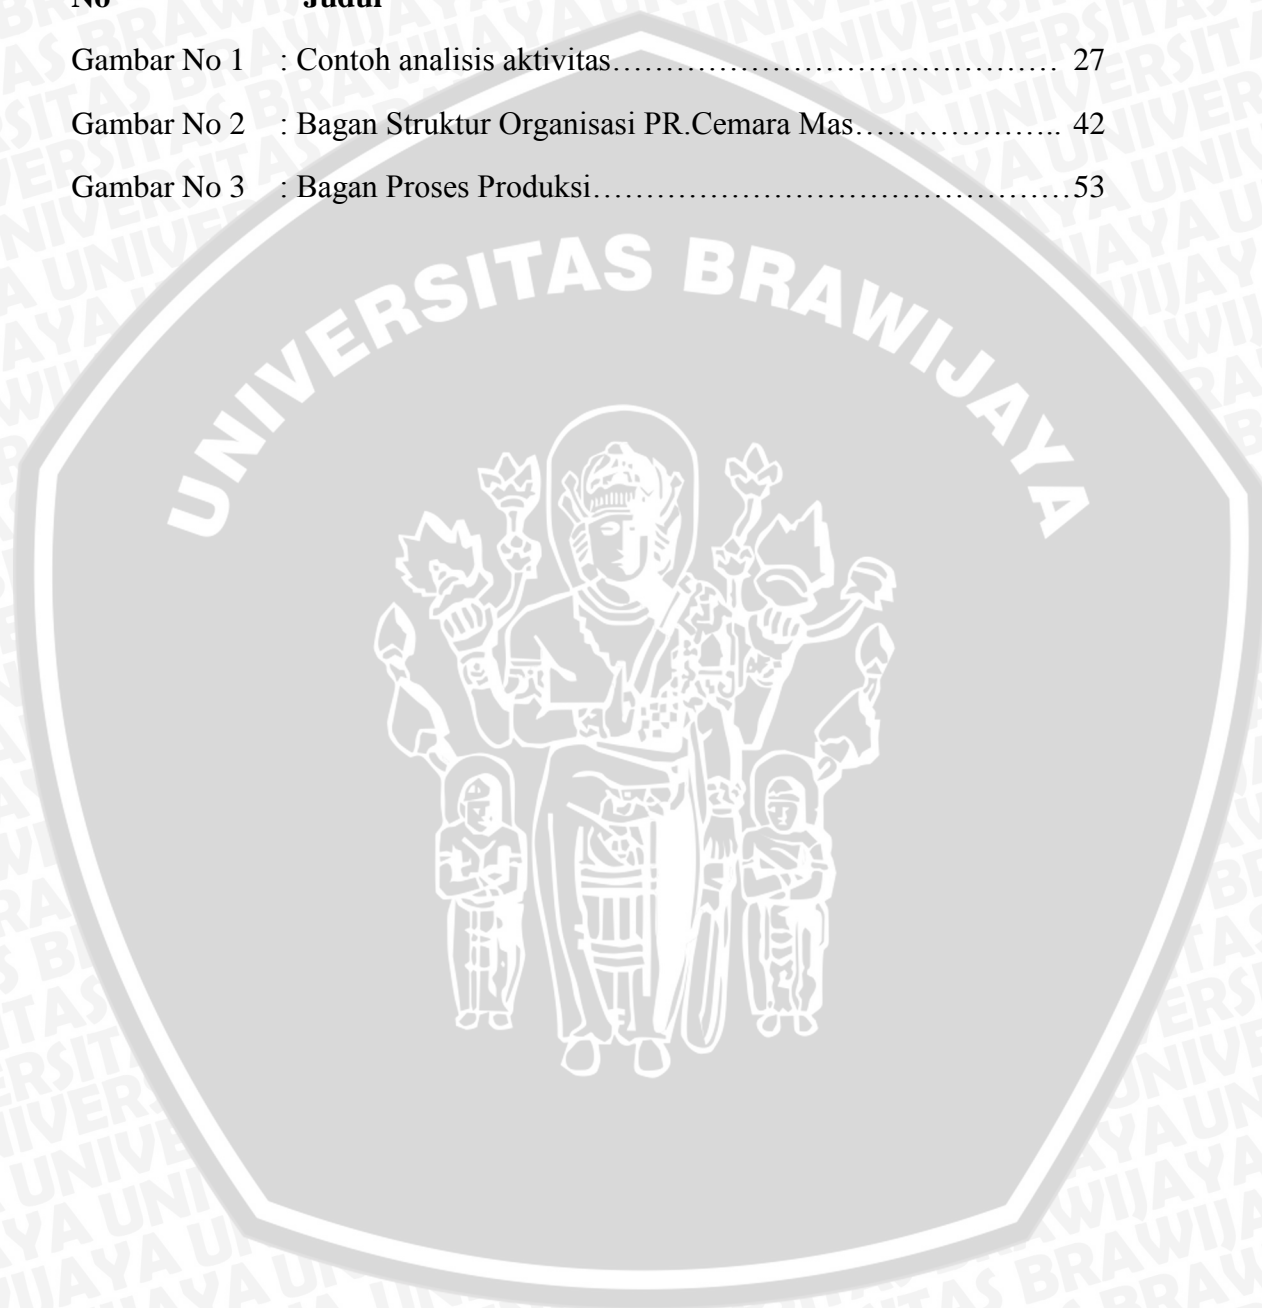 No Judul
Gambar No 1 : Contoh analisis aktivitas…………………………………… 27
Gambar No 2 : Bagan Struktur Organisasi PR.Cemara Mas……………….. 42
Gambar No 3 : Bagan Proses Produksi………………………………………53
UNIVERSITAS BRAWIJAYA